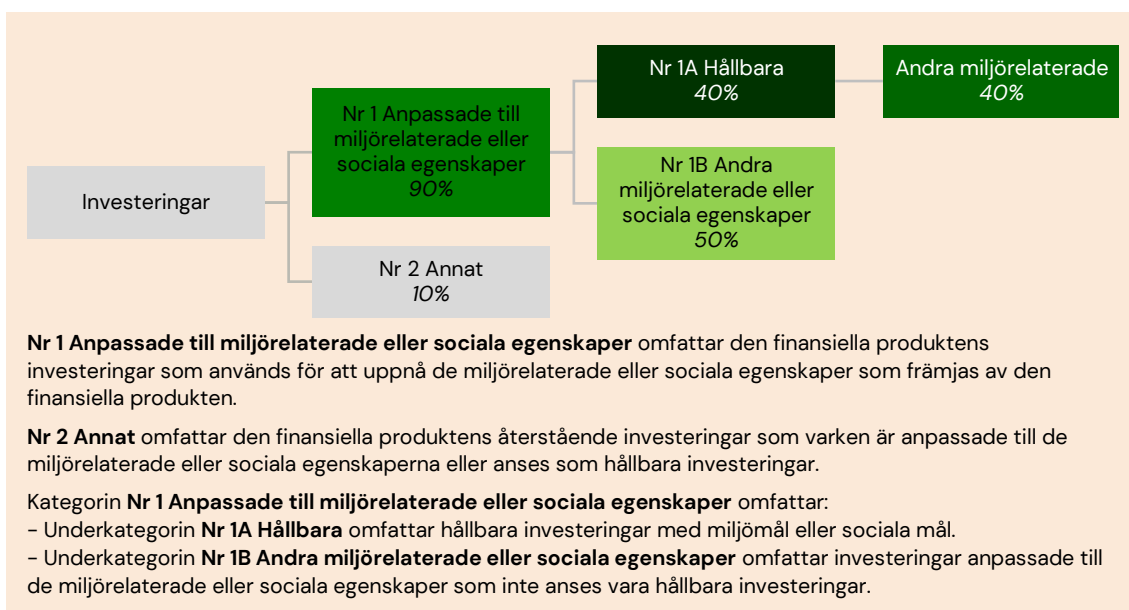 Nr 1A Hållbara
40%
Andra miljörelaterade
40%
Nr 1 Anpassade till
miljörelaterade eller
sociala egenskaper
90%
Nr 1B Andra
miljörelaterade eller
sociala egenskaper
50%
Investeringar
Nr 2 Annat
10%
Nr 1 Anpassade till miljörelaterade eller sociala egenskaper omfattar den finansiella produktens
investeringar som används för att uppnå de miljörelaterade eller sociala egenskaper som främjas av den
finansiella produkten.
Nr 2 Annat omfattar den finansiella produktens återstående investeringar som varken är anpassade till de
miljörelaterade eller sociala egenskaperna eller anses som hållbara investeringar.
Kategorin Nr 1 Anpassade till miljörelaterade eller sociala egenskaper omfattar:
- Underkategorin Nr 1A Hållbara omfattar hållbara investeringar med miljömål eller sociala mål.
- Underkategorin Nr 1B Andra miljörelaterade eller sociala egenskaper omfattar investeringar anpassade till
de miljörelaterade eller sociala egenskaper som inte anses vara hållbara investeringar.